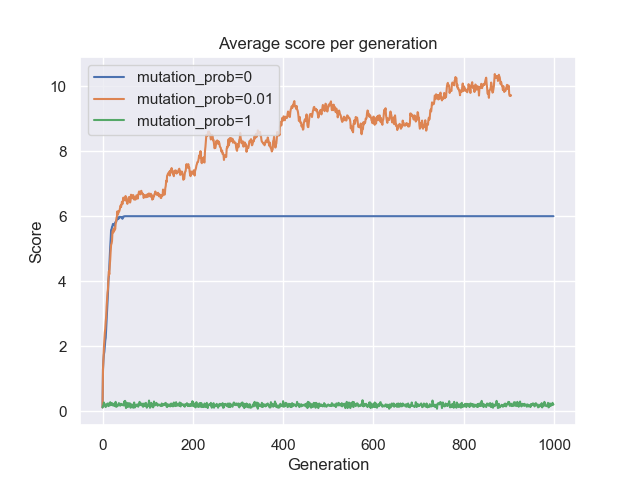 Average score per generation
mutation_prob=0
mutation_prob=0.01
mutation_prob=1
10
8
6
4
2
0
Score
0 200 400 600 800 1000
Generation